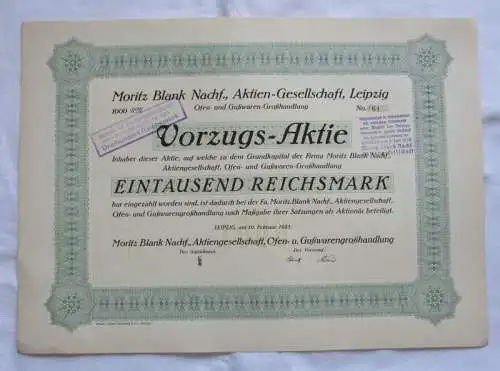 Moritz Blank Nachf., Aktien-Gesellschaft, Leipzig
1000 RM
Ofen- und Gußwaren-Großhandlung
No.
Vorzugs-Aktie
Inhaber dieser Aktie, auf welche zu dem Grundkapital der Firma Moritz Blank Nachf.,
Aktiengesellschaft, Ofen- und Gußwaren-Großhandlung
EINTAUSEND REICHSMARK
bar eingezahlt worden sind, ist dadurch bei der Fa. Moritz Blank Nachf., Aktiengesellschaft,
Ofen- und Gußwarengroßhandlung nach Maßgabe ihrer Satzungen als Aktionär beteiligt.
LEIPZIG, am 10. Februar 1925.
Moritz Blank Nachf., Aktiengesellschaft, Ofen- u. Gußwarengroßhandlung
Der Aufsichtsrat. Der Vorstand.